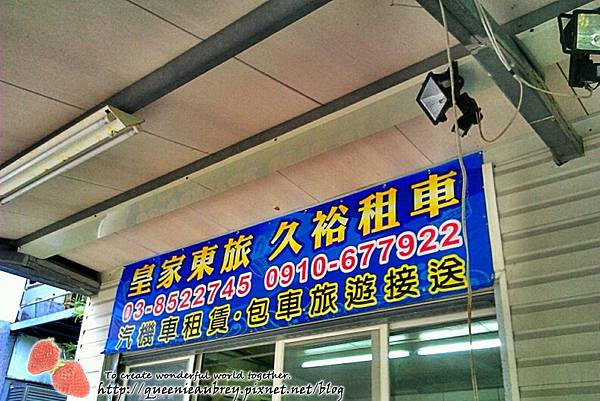 皇家東旅 久裕租車
03-8522745 0910-677922
汽機車租賃·包車旅遊接送
To create wonderful world together.
http://queenieaubrey.pixnet.net/blog